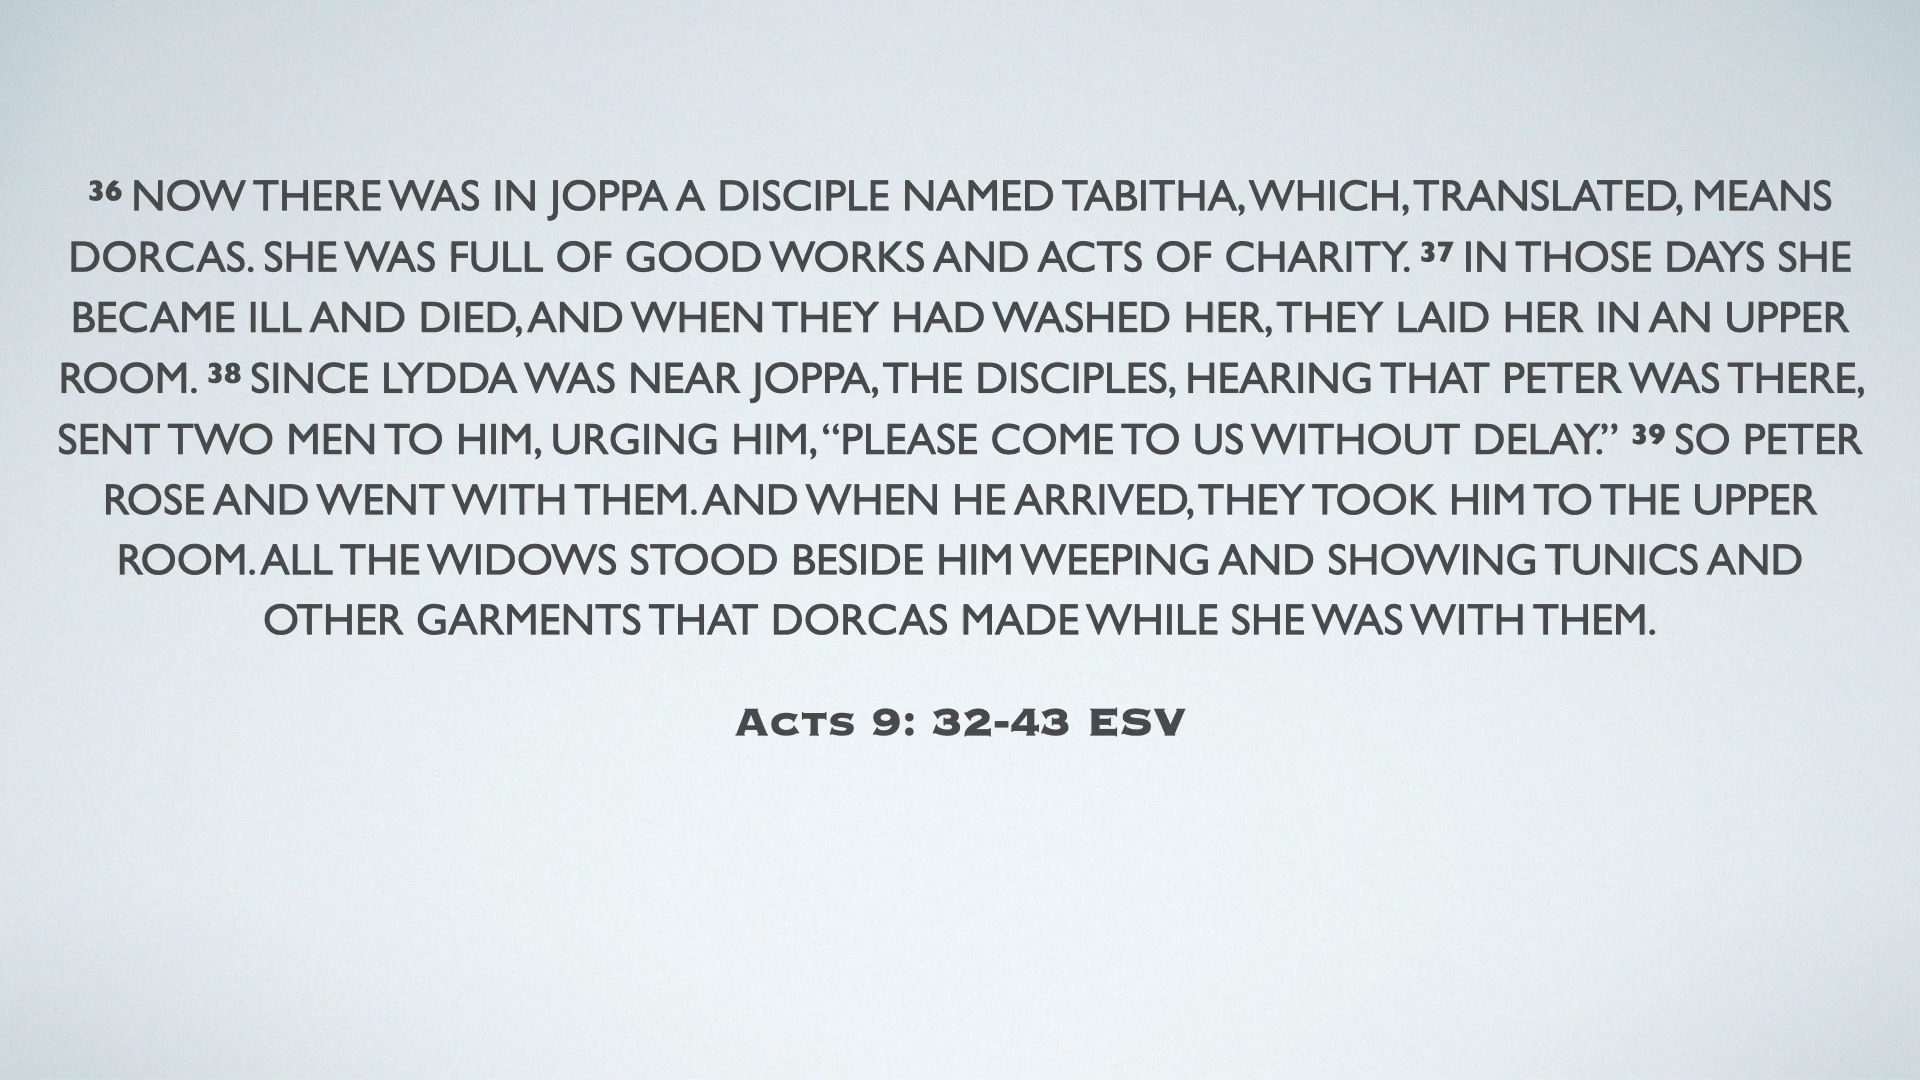 36 NOW THERE WAS IN JOPPA A DISCIPLE NAMED TABITHA, WHICH, TRANSLATED, MEANS
DORCAS. SHE WAS FULL OF GOOD WORKS AND ACTS OF CHARITY. 37 IN THOSE DAYS SHE
BECAME ILL AND DIED, AND WHEN THEY HAD WASHED HER, THEY LAID HER IN AN UPPER
ROOM. 38 SINCE LYDDA WAS NEAR JOPPA, THE DISCIPLES, HEARING THAT PETER WAS THERE,
SENT TWO MEN TO HIM, URGING HIM, “PLEASE COME TO US WITHOUT DELAY.” 39 SO PETER
ROSE AND WENT WITH THEM. AND WHEN HE ARRIVED, THEY TOOK HIM TO THE UPPER
ROOM. ALL THE WIDOWS STOOD BESIDE HIM WEEPING AND SHOWING TUNICS AND
OTHER GARMENTS THAT DORCAS MADE WHILE SHE WAS WITH THEM.
Acts 9: 32-43 ESV